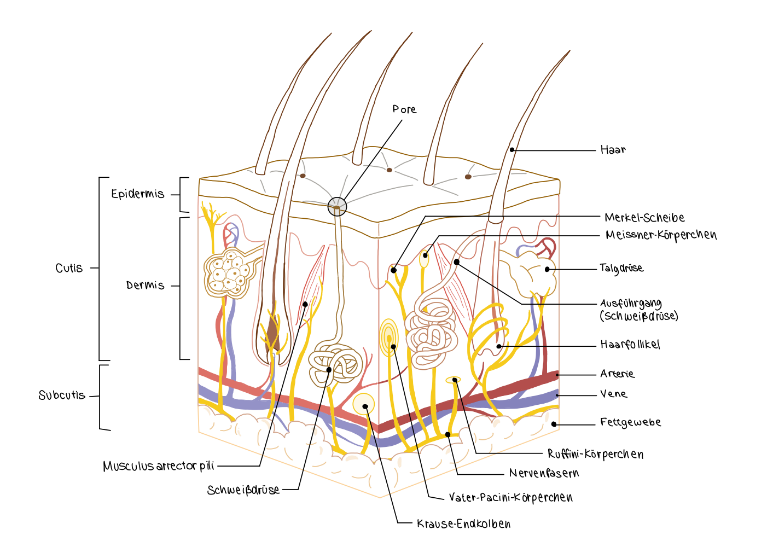 Pore
Haar
Epidermis
Merkel-Scheibe
Meissner-Körperchen
Cutis
Talgdrüse
Dermis
Ausführgang
(Schweißdrüse)
Haarfollikel
Arterie
Subcutis
Vene
Fettgewebe
Ruffini-Körperchen
Musculus arrector pili
Nervenfasern
Schweißdrüse
Vater-Pacini-Körperchen
Krause-Endkolben